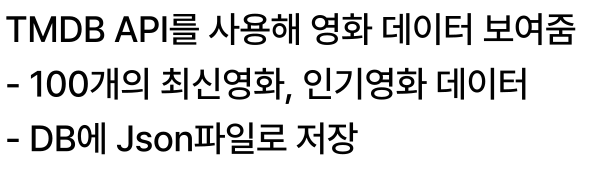 TMDB API를 사용해 영화 데이터 보여줌
- 100개의 최신영화, 인기영화 데이터
- DB에 Json파일로 저장